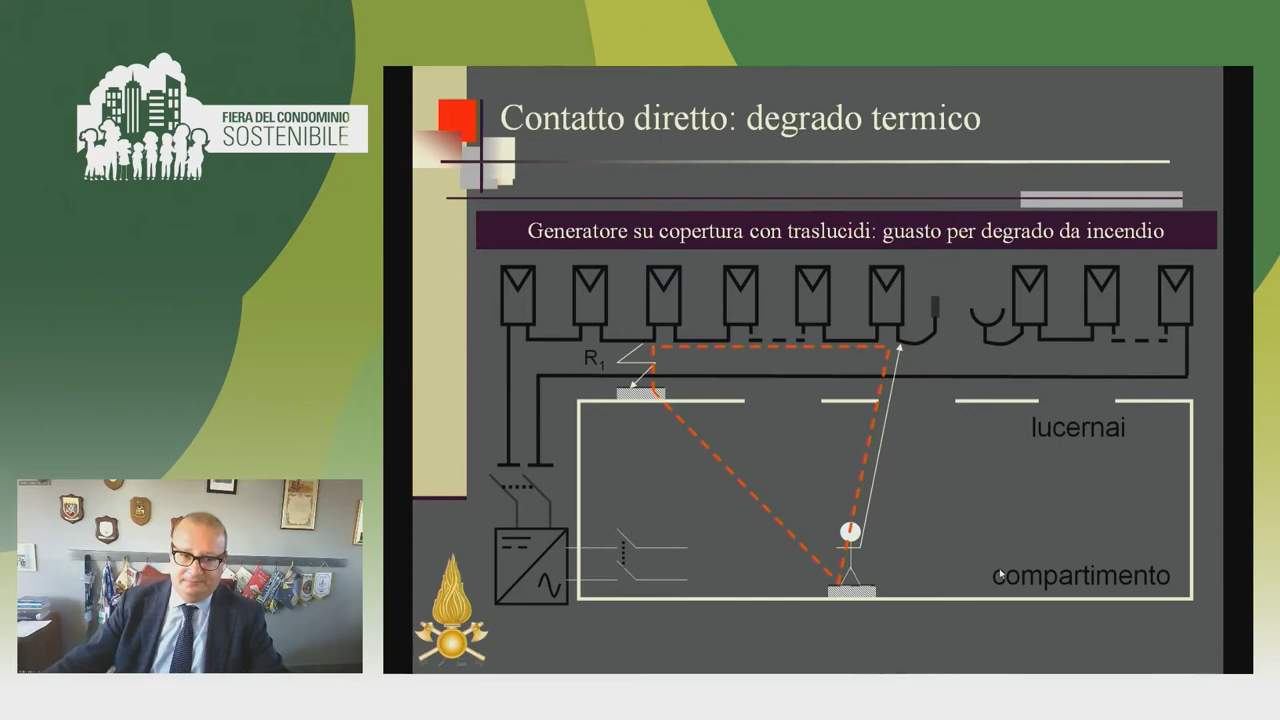 FIERA DEL CONDOMINIO
SOSTENIBILE
Contatto diretto: degrado termico
Generatore su copertura con traslucidi: guasto per degrado da incendio
R1
lucernai
compartimento